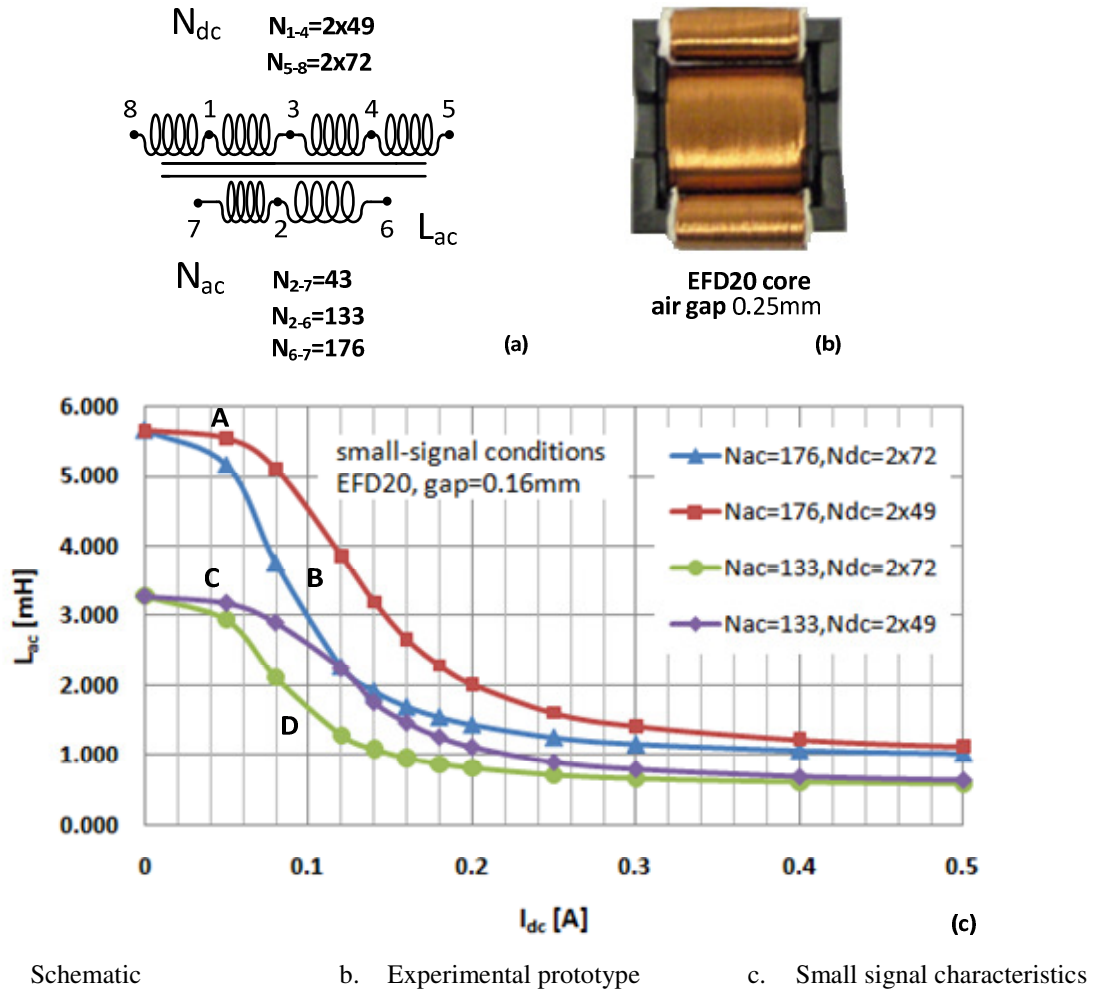 Ndc N1-4=2x49
N5-8=2x72
8 1 3 4 5
7 2 6 Lac
Nac N2-7=43
N2-6=133
N6-7=176
(a)
EFD20 core
air gap 0.25mm
(b)
6.000
5.000
4.000
3.000
2.000
1.000
0.000
Lac [mH]
A
B
C
D
small-signal conditions
EFD20, gap=0.16mm
Nac=176,Ndc=2x72
Nac=176,Ndc=2x49
Nac=133,Ndc=2x72
Nac=133,Ndc=2x49
0 0.1 0.2 0.3 0.4 0.5
Idc [A]
(c)
Schematic b. Experimental prototype c. Small signal characteristics